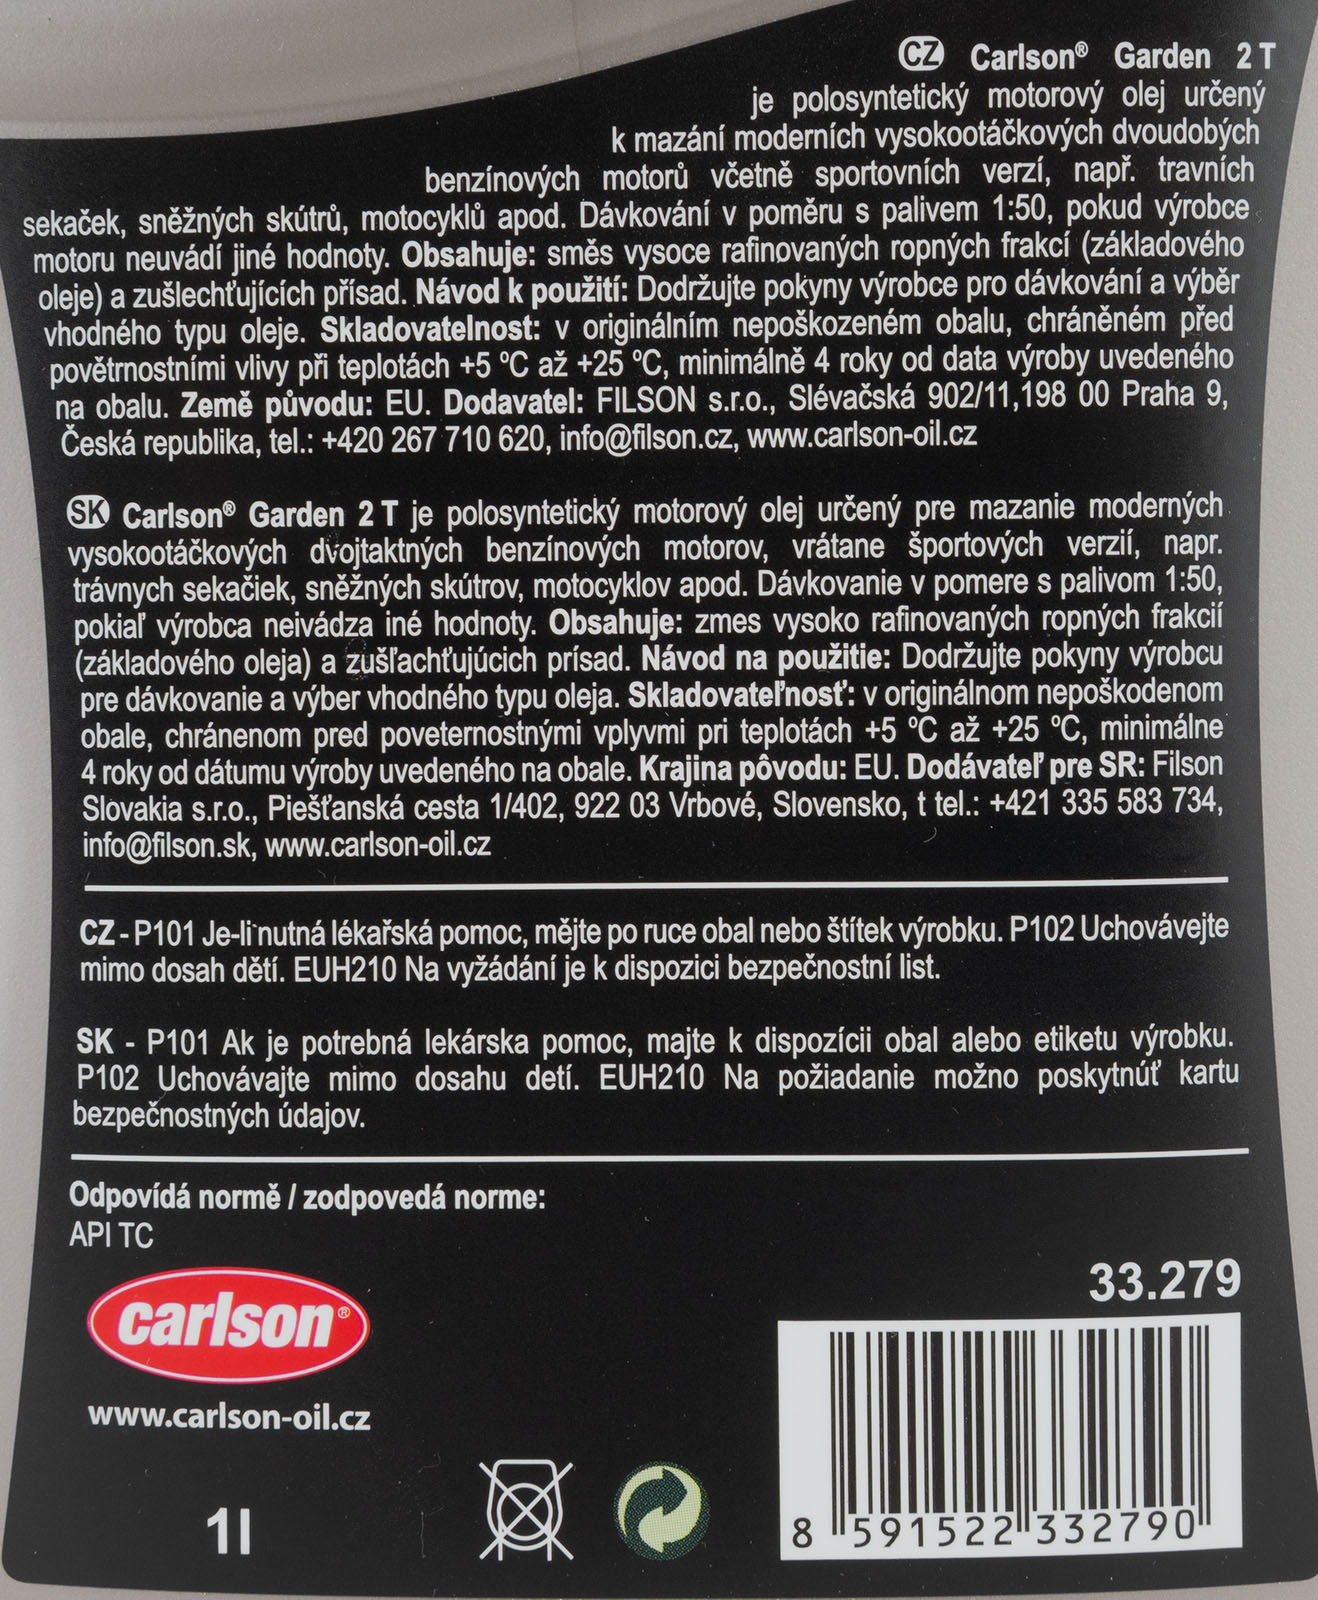 CZ Carlson® Garden 2 T
je polosyntetický motorový olej určený
k mazání moderních vysokootáčkových dvoudobých
benzínových motorů včetně sportovních verzí, např. travních
sekaček, sněžných skútrů, motocyklů apod. Dávkování v poměru s palivem 1:50, pokud výrobce
motoru neuvádí jiné hodnoty. Obsahuje: směs vysoce rafinovaných ropných frakcí (základového
oleje) a zušlechťujících přísad. Návod k použití: Dodržujte pokyny výrobce pro dávkování a výběr
vhodného typu oleje. Skladovatelnost: v originálním nepoškozeném obalu, chráněném před
povětrnostními vlivy při teplotách +5 ºC až +25 ºC, minimálně 4 roky od data výroby uvedeného
na obalu. Země původu: EU. Dodavatel: FILSON s.r.o., Slévačská 902/11,198 00 Praha 9,
Česká republika, tel.: +420 267 710 620, info@filson.cz, www.carlson-oil.cz
SK Carlson® Garden 2 T je polosyntetický motorový olej určený pre mazanie moderných
vysokootáčkových dvojtaktných benzínových motorov, vrátane športových verzií, napr.
trávnych sekačiek, sněžných skútrov, motocyklov apod. Dávkovanie v pomere s palivom 1:50,
pokiaľ výrobca neivádza iné hodnoty. Obsahuje: zmes vysoko rafinovaných ropných frakcií
(základového oleja) a zušľachťujúcich prísad. Návod na použitie: Dodržujte pokyny výrobcu
pre dávkovanie a výber vhodného typu oleja. Skladovateľnosť: v originálnom nepoškodenom
obale, chránenom pred poveternostnými vplyvmi pri teplotách +5 ºC až +25 ºC, minimálne
4 roky od dátumu výroby uvedeného na obale. Krajina pôvodu: EU. Dodávateľ pre SR: Filson
Slovakia s.r.o., Piešťanská cesta 1/402, 922 03 Vrbové, Slovensko, t tel.: +421 335 583 734,
info@filson.sk, www.carlson-oil.cz
CZ - P101 Je-li nutná lékařská pomoc, mějte po ruce obal nebo štítek výrobku. P102 Uchovávejte
mimo dosah dětí. EUH210 Na vyžádání je k dispozici bezpečnostní list.
SK - P101 Ak je potrebná lekárska pomoc, majte k dispozícii obal alebo etiketu výrobku.
P102 Uchovávajte mimo dosahu detí. EUH210 Na požiadanie možno poskytnúť kartu
bezpečnostných údajov.
Odpovídá normě / zodpovedá norme:
API TC
33.279
carlson®
www.carlson-oil.cz
1l
8 591522 332790